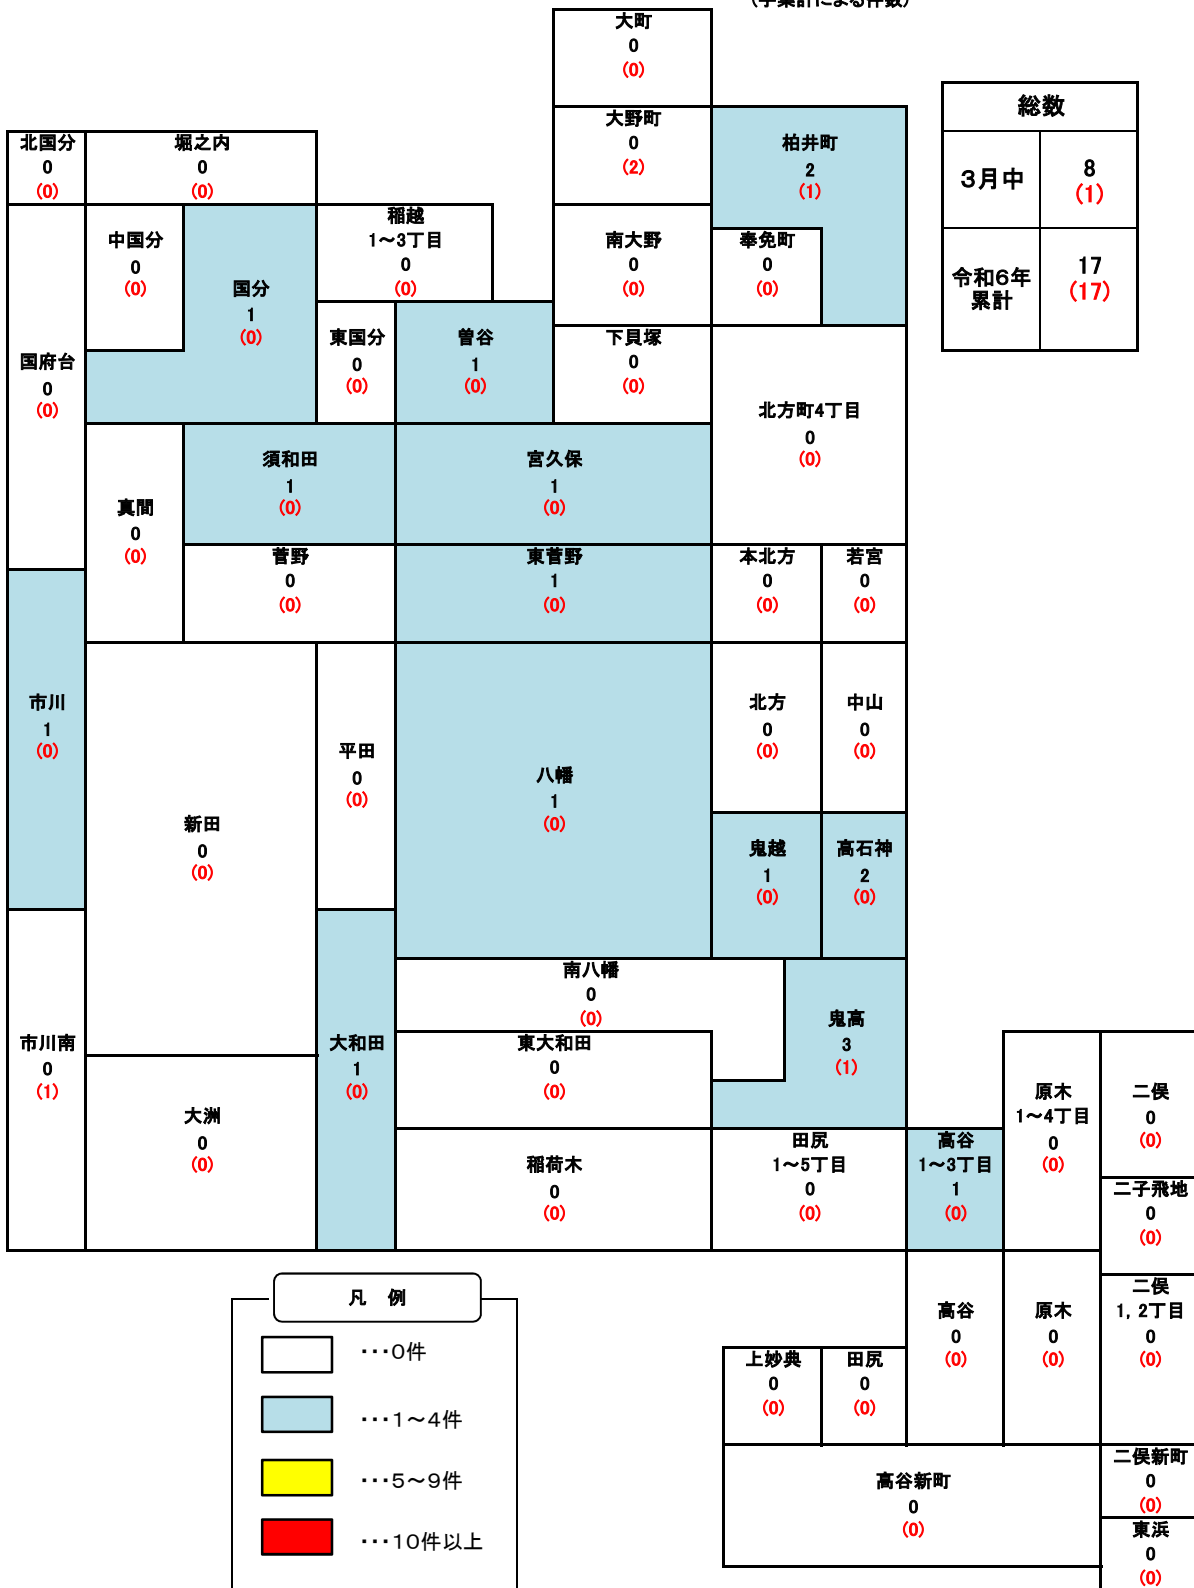 (手集計による件数)
大町
0
(0)
総数
3月中
8
(1)
令和6年
累計
17
(17)
大野町
0
(2)
柏井町
2
(1)
北国分
0
(0)
堀之内
0
(0)
中国分
0
(0)
国分
1
(0)
稲越
1～3丁目
0
(0)
南大野
0
(0)
奉免町
0
(0)
国府台
0
(0)
東国分
0
(0)
曽谷
1
(0)
下貝塚
0
(0)
北方町4丁目
0
(0)
真間
0
(0)
須和田
1
(0)
宮久保
1
(0)
菅野
0
(0)
東菅野
1
(0)
本北方
0
(0)
若宮
0
(0)
市川
1
(0)
新田
0
(0)
平田
0
(0)
八幡
1
(0)
北方
0
(0)
中山
0
(0)
鬼越
1
(0)
高石神
2
(0)
市川南
0
(1)
大洲
0
(0)
大和田
1
(0)
南八幡
0
(0)
東大和田
0
(0)
鬼高
3
(1)
稲荷木
0
(0)
田尻
1～5丁目
0
(0)
高谷
1～3丁目
1
(0)
原木
1～4丁目
0
(0)
二俣
0
(0)
二子飛地
0
(0)
高谷
0
(0)
原木
0
(0)
二俣
1, 2丁目
0
(0)
上妙典
0
(0)
田尻
0
(0)
高谷新町
0
(0)
二俣新町
0
(0)
東浜
0
(0)
凡 例
･･･0件
･･･1～4件
･･･5～9件
･･･10件以上